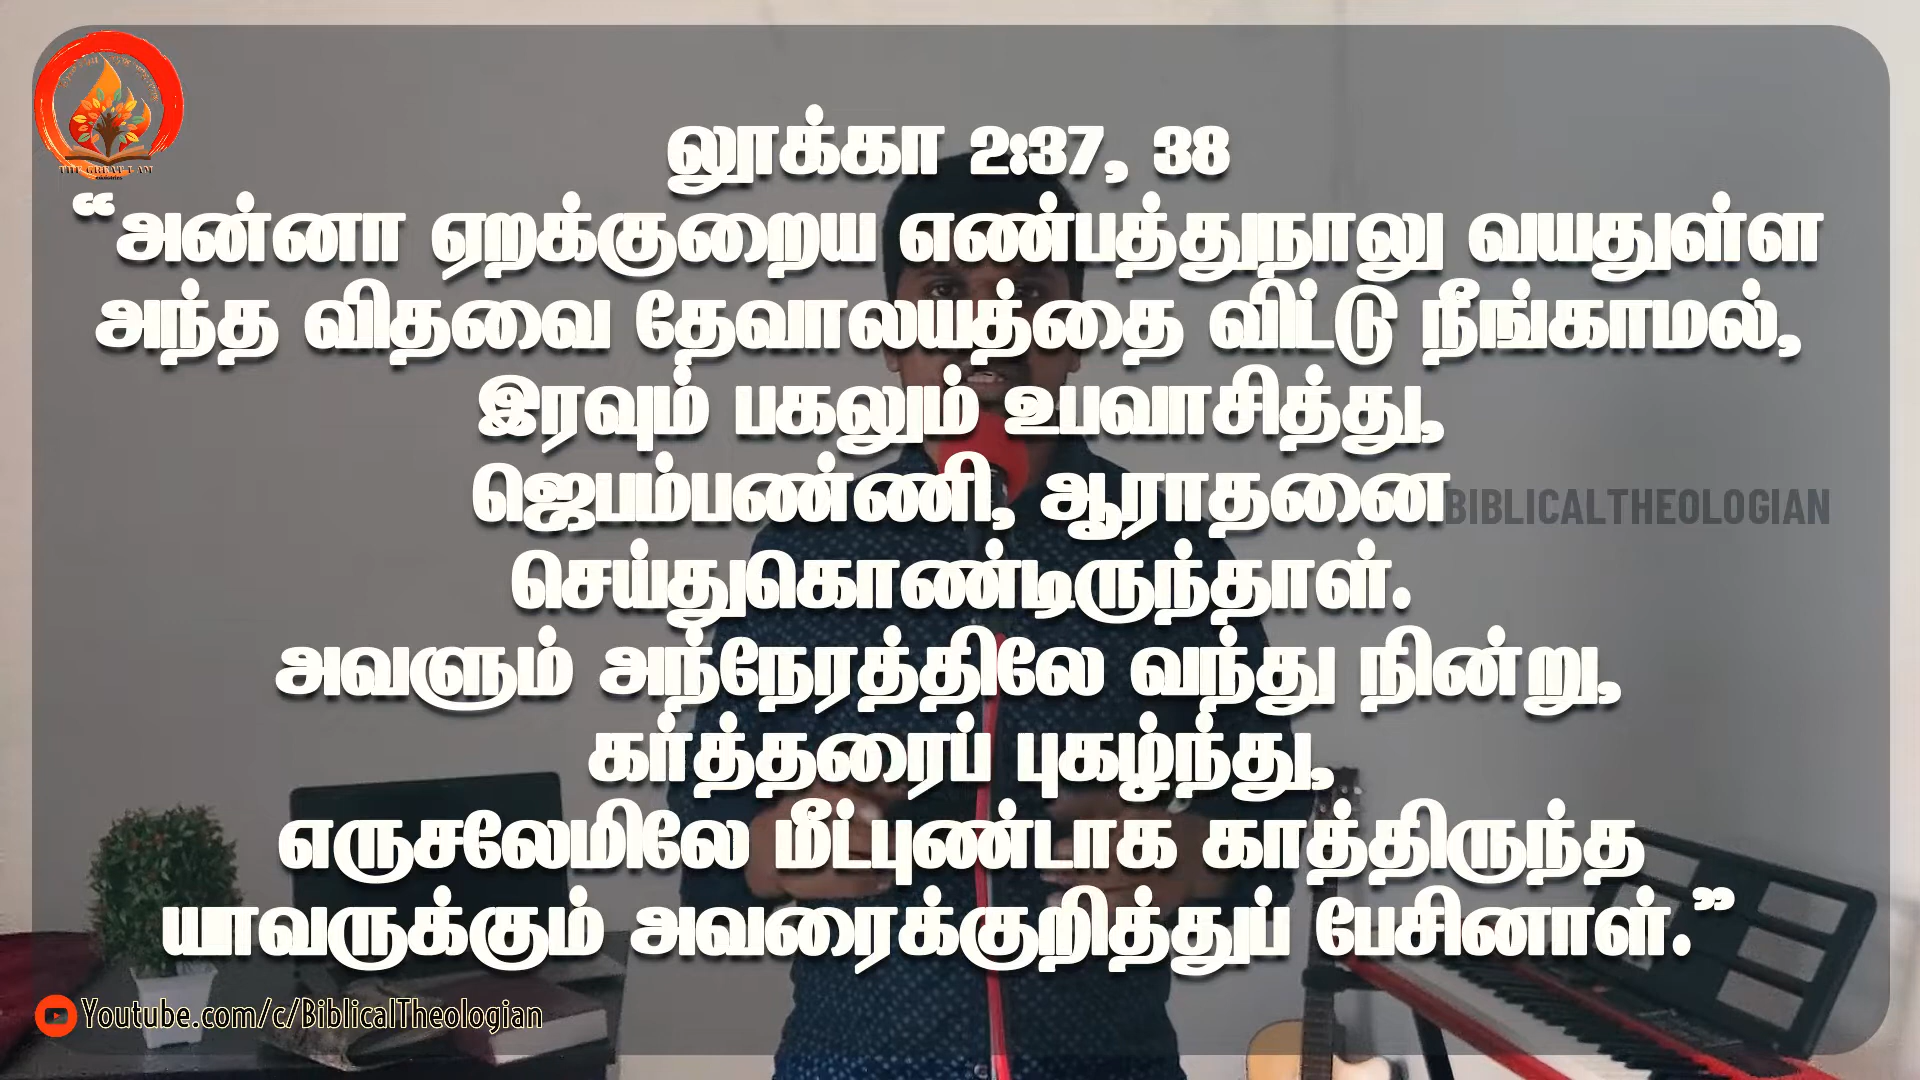 THE GREAT I AM
லூக்கா 2:37, 38
“அன்னா ஏறக்குறைய எண்பத்துநாலு வயதுள்ள
அந்த விதவை தேவாலயத்தை விட்டு நீங்காமல்,
இரவும் பகலும் உபவாசித்து,
ஜெபம்பண்ணி, ஆராதனை
BIBLICALTHEOLOGIAN
செய்துகொண்டிருந்தாள்.
அவளும் அந்நேரத்திலே வந்து நின்று,
கர்த்தரைப் புகழ்ந்து,
எருசலேமிலே மீட்புண்டாக காத்திருந்த
யாவருக்கும் அவரைக்குறித்துப் பேசினாள்.”
Youtube.com/c/BiblicalTheologian